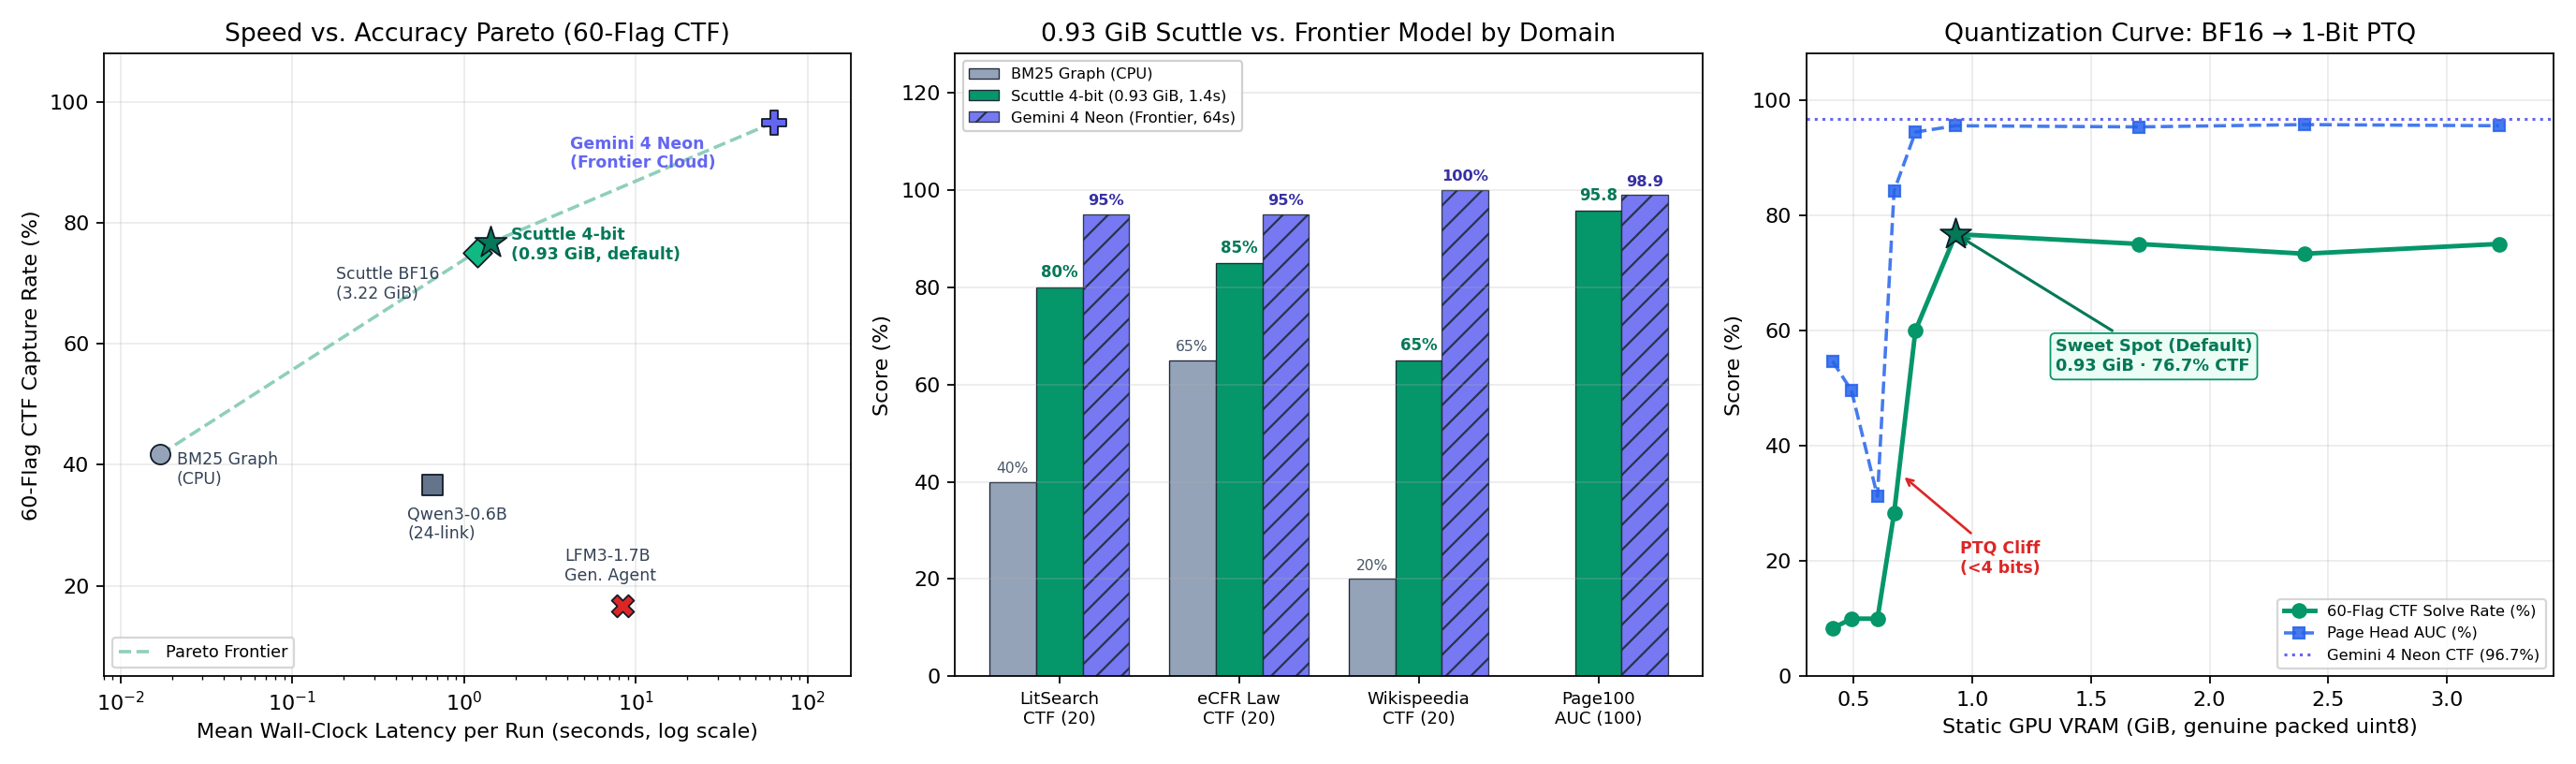 Speed vs. Accuracy Pareto (60-Flag CTF)
60-Flag CTF Capture Rate (%)
100
80
60
40
20
Gemini 4 Neon
(Frontier Cloud)
Scuttle 4-bit
(0.93 GiB, default)
Scuttle BF16
(3.22 GiB)
BM25 Graph
(CPU)
Qwen3-0.6B
(24-link)
LFM3-1.7B
Gen. Agent
Pareto Frontier
10⁻²
10⁻¹
10⁰
10¹
10²
Mean Wall-Clock Latency per Run (seconds, log scale)
0.93 GiB Scuttle vs. Frontier Model by Domain
BM25 Graph (CPU)
Scuttle 4-bit (0.93 GiB, 1.4s)
Gemini 4 Neon (Frontier, 64s)
Score (%)
120
100
80
60
40
20
0
40%
80%
95%
65%
85%
95%
20%
65%
100%
95.8
98.9
LitSearch
CTF (20)
eCFR Law
CTF (20)
Wikispeedia
CTF (20)
Page100
AUC (100)
Quantization Curve: BF16 → 1-Bit PTQ
Score (%)
100
80
60
40
20
0
Sweet Spot (Default)
0.93 GiB · 76.7% CTF
PTQ Cliff
(<4 bits)
60-Flag CTF Solve Rate (%)
Page Head AUC (%)
Gemini 4 Neon CTF (96.7%)
0.5
1.0
1.5
2.0
2.5
3.0
Static GPU VRAM (GiB, genuine packed uint8)